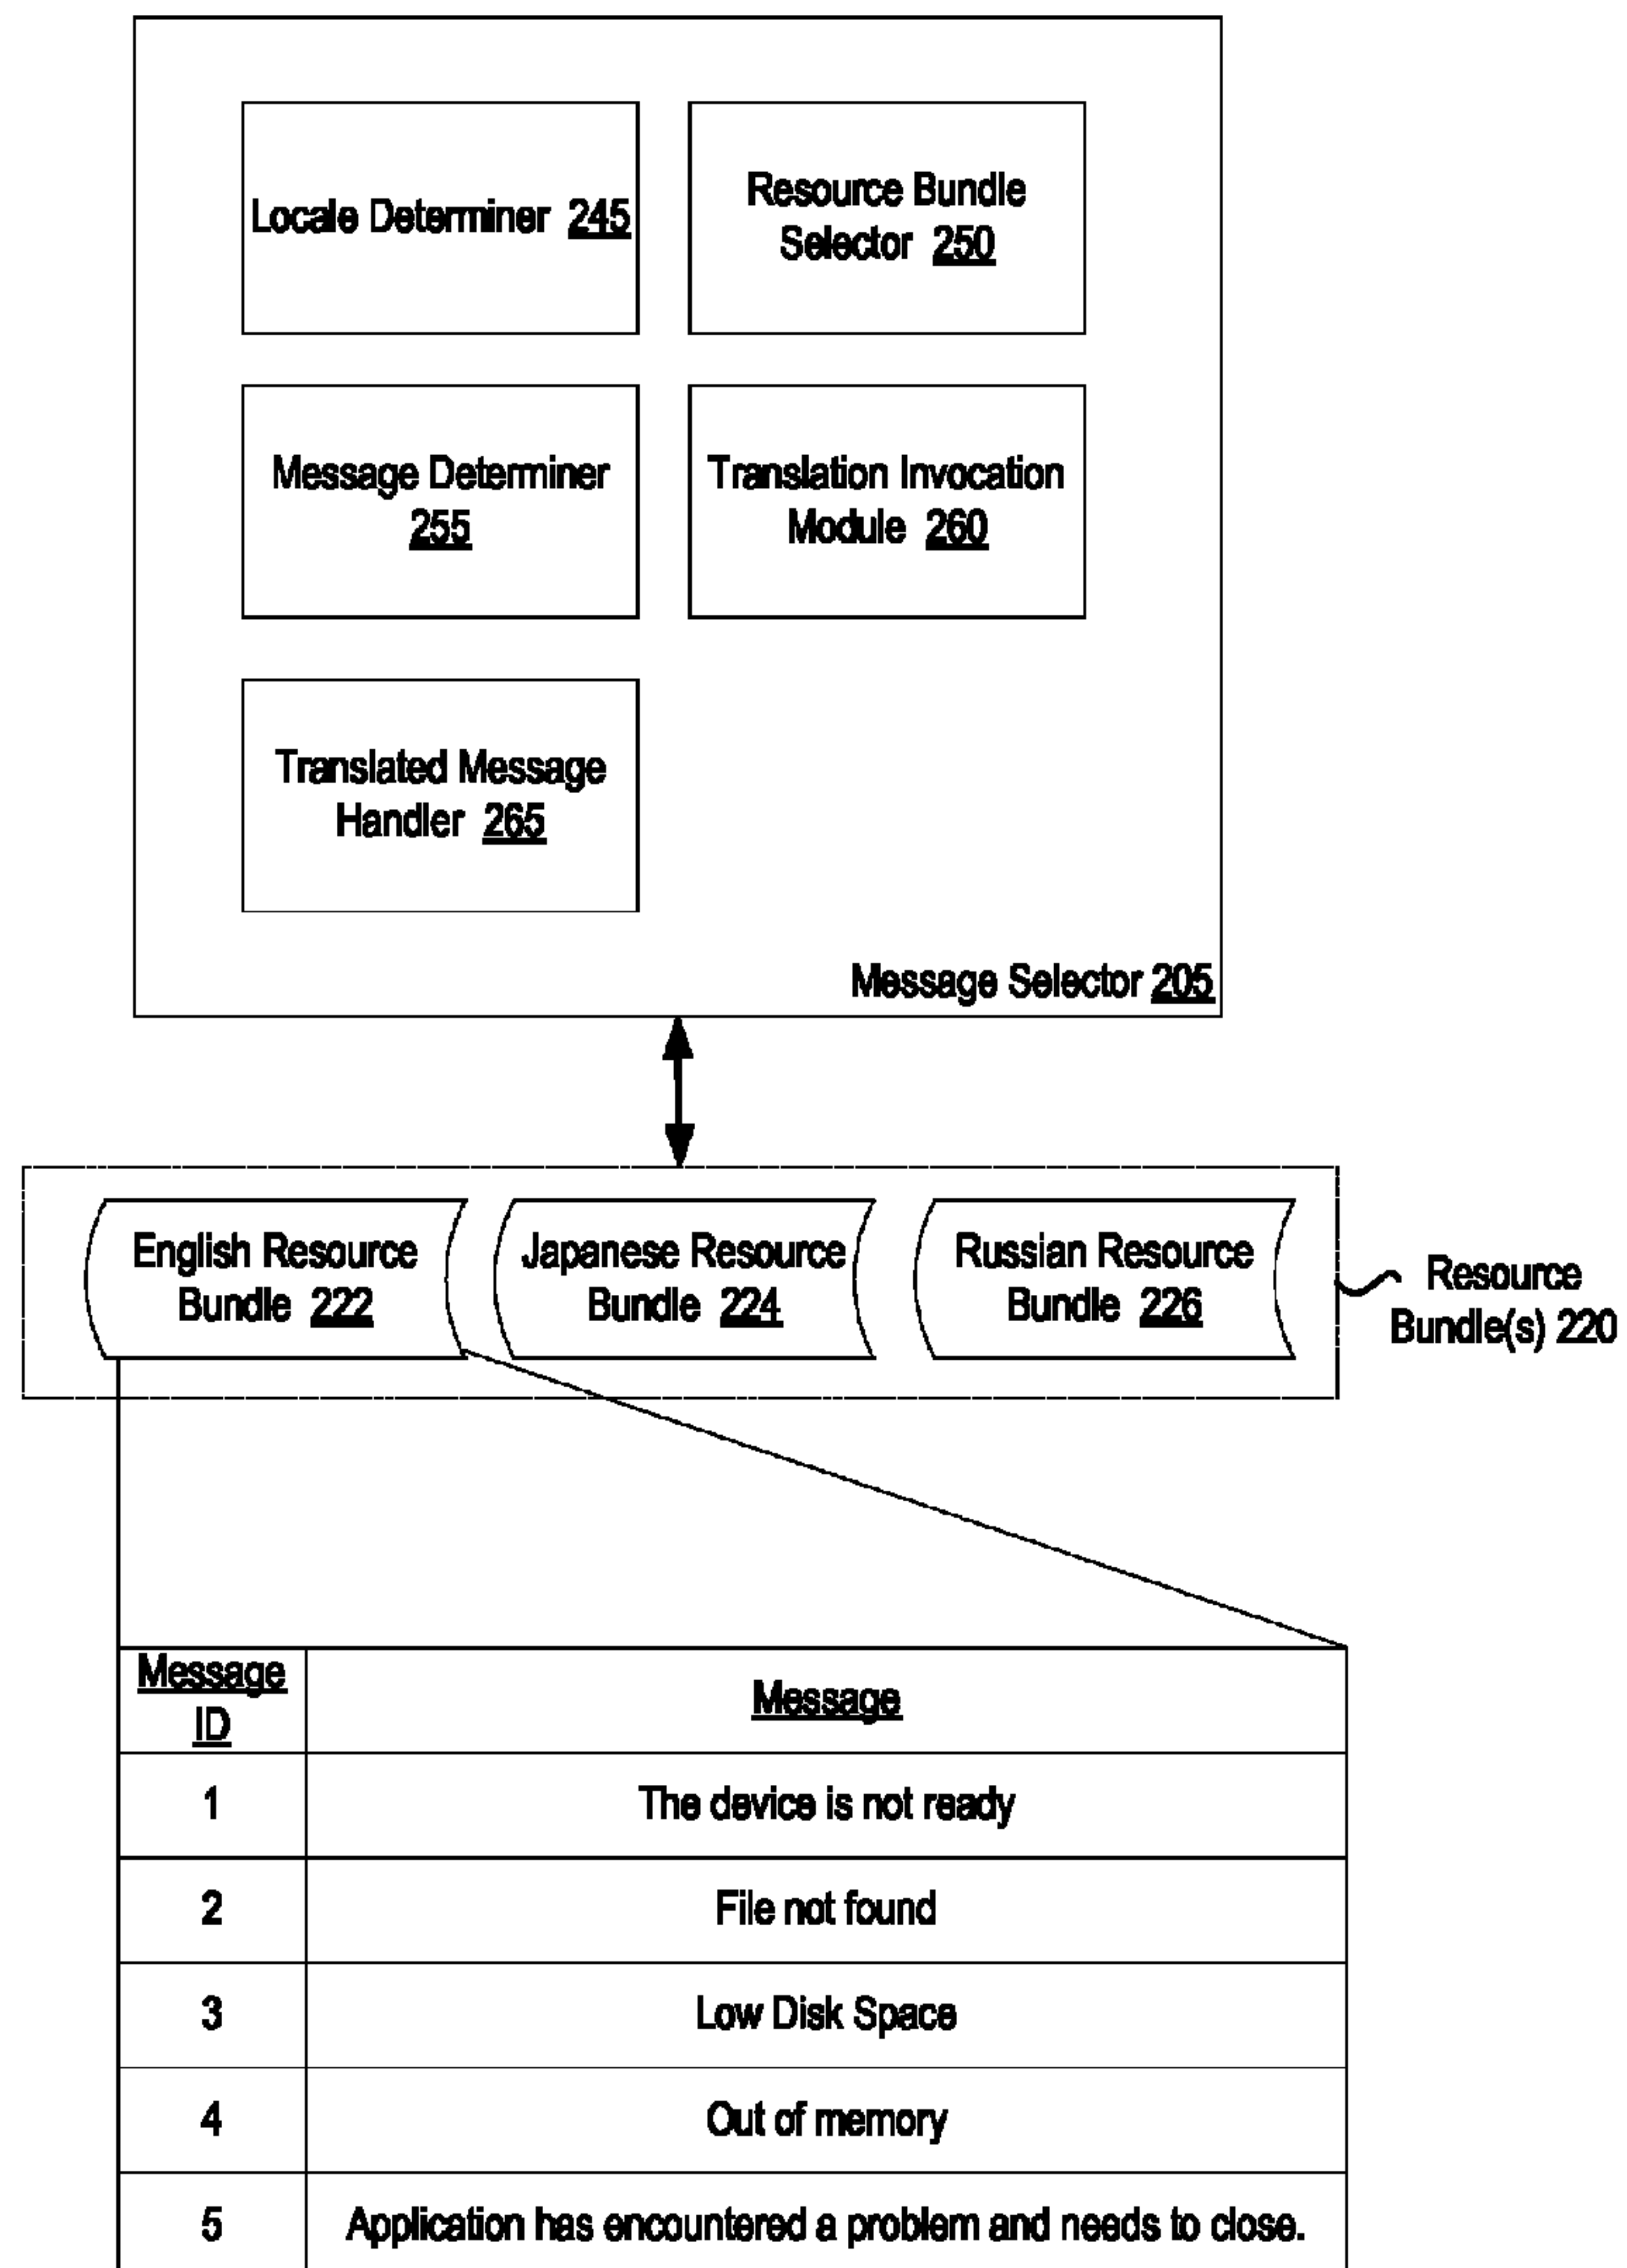 Locale Determiner 245
Resource Bundle
Selector 250
Message Determiner
255
Translation Invocation
Module 260
Translated Message
Handler 265
Message Selector 205
English Resource
Bundle 222
Japanese Resource
Bundle 224
Russian Resource
Bundle 226
Resource
Bundle(s) 220
Message
ID
Message
1
The device is not ready
2
File not found
3
Low Disk Space
4
Out of memory
5
Application has encountered a problem and needs to close.